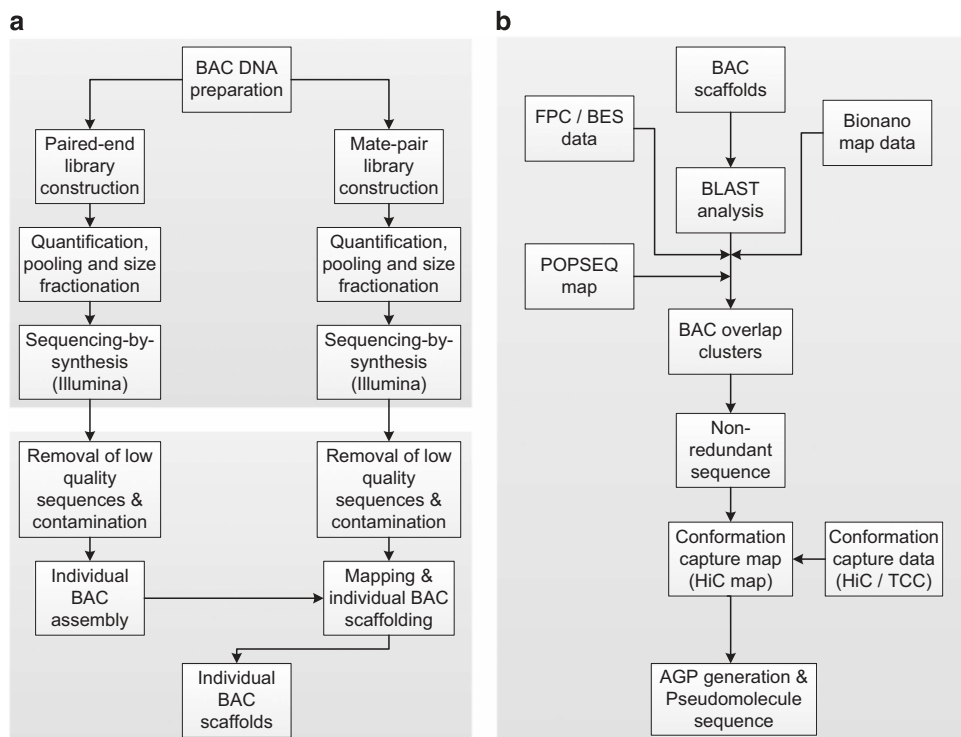 a
BAC DNA
preparation
Paired-end
library
construction
Mate-pair
library
construction
Quantification,
pooling and size
fractionation
Quantification,
pooling and size
fractionation
Sequencing-by-
synthesis
(Illumina)
Sequencing-by-
synthesis
(Illumina)
Removal of low
quality
sequences &
contamination
Removal of low
quality
sequences &
contamination
Individual
BAC
assembly
Mapping &
individual BAC
scaffolding
Individual
BAC
scaffolds
b
BAC
scaffolds
FPC / BES
data
Bionano
map data
BLAST
analysis
POPSEQ
map
BAC overlap
clusters
Non-
redundant
sequence
Conformation
capture map
(HiC map)
Conformation
capture data
(HiC / TCC)
AGP generation &
Pseudomolecule
sequence